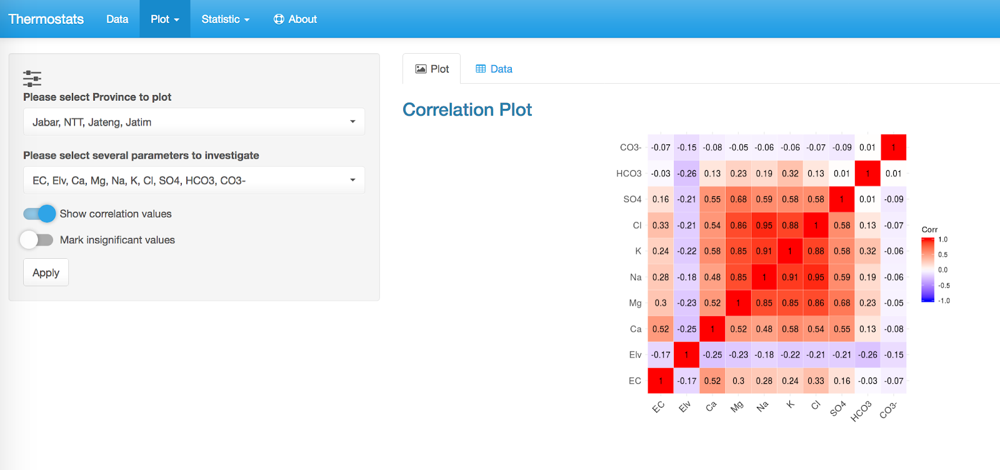 Thermostats Data Plot Statistic About
Please select Province to plot
Jabar, NTT, Jateng, Jatim
Please select several parameters to investigate
EC, Elv, Ca, Mg, Na, K, Cl, SO4, HCO3, CO3-
Show correlation values
Mark insignificant values
Apply
Plot Data
Correlation Plot
CO3- -0.07 -0.15 -0.08 -0.05 -0.06 -0.06 -0.07 -0.09 0.01 1
HCO3 -0.03 -0.26 0.13 0.23 0.19 0.32 0.13 0.01 1 0.01
SO4 0.16 -0.21 0.55 0.68 0.59 0.58 0.58 1 0.01 -0.09
Cl 0.33 -0.21 0.54 0.86 0.95 0.88 1 0.58 0.13 -0.07
K 0.24 -0.22 0.58 0.85 0.91 1 0.88 0.58 0.32 -0.06
Na 0.28 -0.18 0.48 0.85 1 0.91 0.95 0.59 0.19 -0.06
Mg 0.3 -0.23 0.52 1 0.85 0.85 0.86 0.68 0.23 -0.05
Ca 0.52 -0.25 1 0.52 0.48 0.58 0.54 0.55 0.13 -0.08
Elv -0.17 1 -0.25 -0.23 -0.18 -0.22 -0.21 -0.21 -0.26 -0.15
EC 1 -0.17 0.52 0.3 0.28 0.24 0.33 0.16 -0.03 -0.07
EC Elv Ca Mg Na K Cl SO4 HCO3 CO3-
Corr
1.0
0.5
0.0
-0.5
-1.0